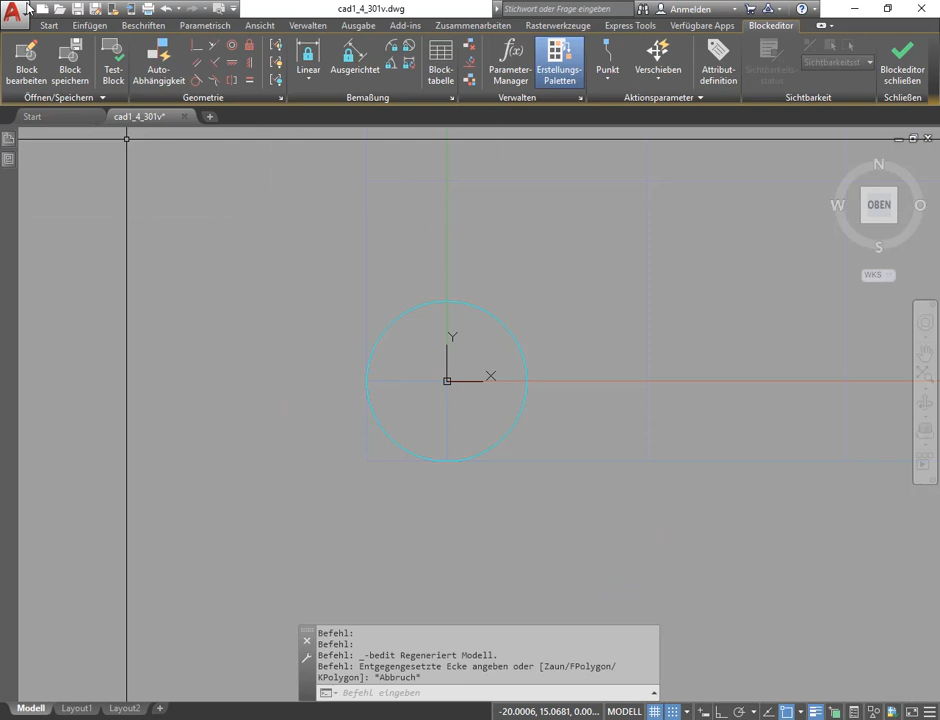 cad1_4_301v.dwg
Stichwort oder Frage eingeben
Anmelden
Start Einfügen Beschriften Parametrisch Ansicht Verwalten Ausgabe Add-ins Zusammenarbeiten Rasterwerkzeuge Express Tools Verfügbare Apps Blockeditor
Block bearbeiten
Block speichern
Test-Block
Auto-Abhängigkeit
Linear
Ausgerichtet
Block-tabelle
Parameter-Manager
Erstellungs-Paletten
Punkt
Verschieben
Attribut-definition
Sichtbarkeits-status
Sichtbarkeitsst
Blockeditor schließen
Öffnen/Speichern
Geometrie
Bemaßung
Verwalten
Aktionsparameter
Sichtbarkeit
Schließen
Start
cad1_4_301v*
N
W
OBEN
O
S
WKS
Y
X
Befehl:
Befehl:
Befehl: _-bedit Regeneriert Modell.
Befehl: Entgegengesetzte Ecke angeben oder [Zaun/FPolygon/
KPolygon]: *Abbruch*
Befehl eingeben
Modell Layout1 Layout2
-20.0006, 15.0681, 0.00... MODELL